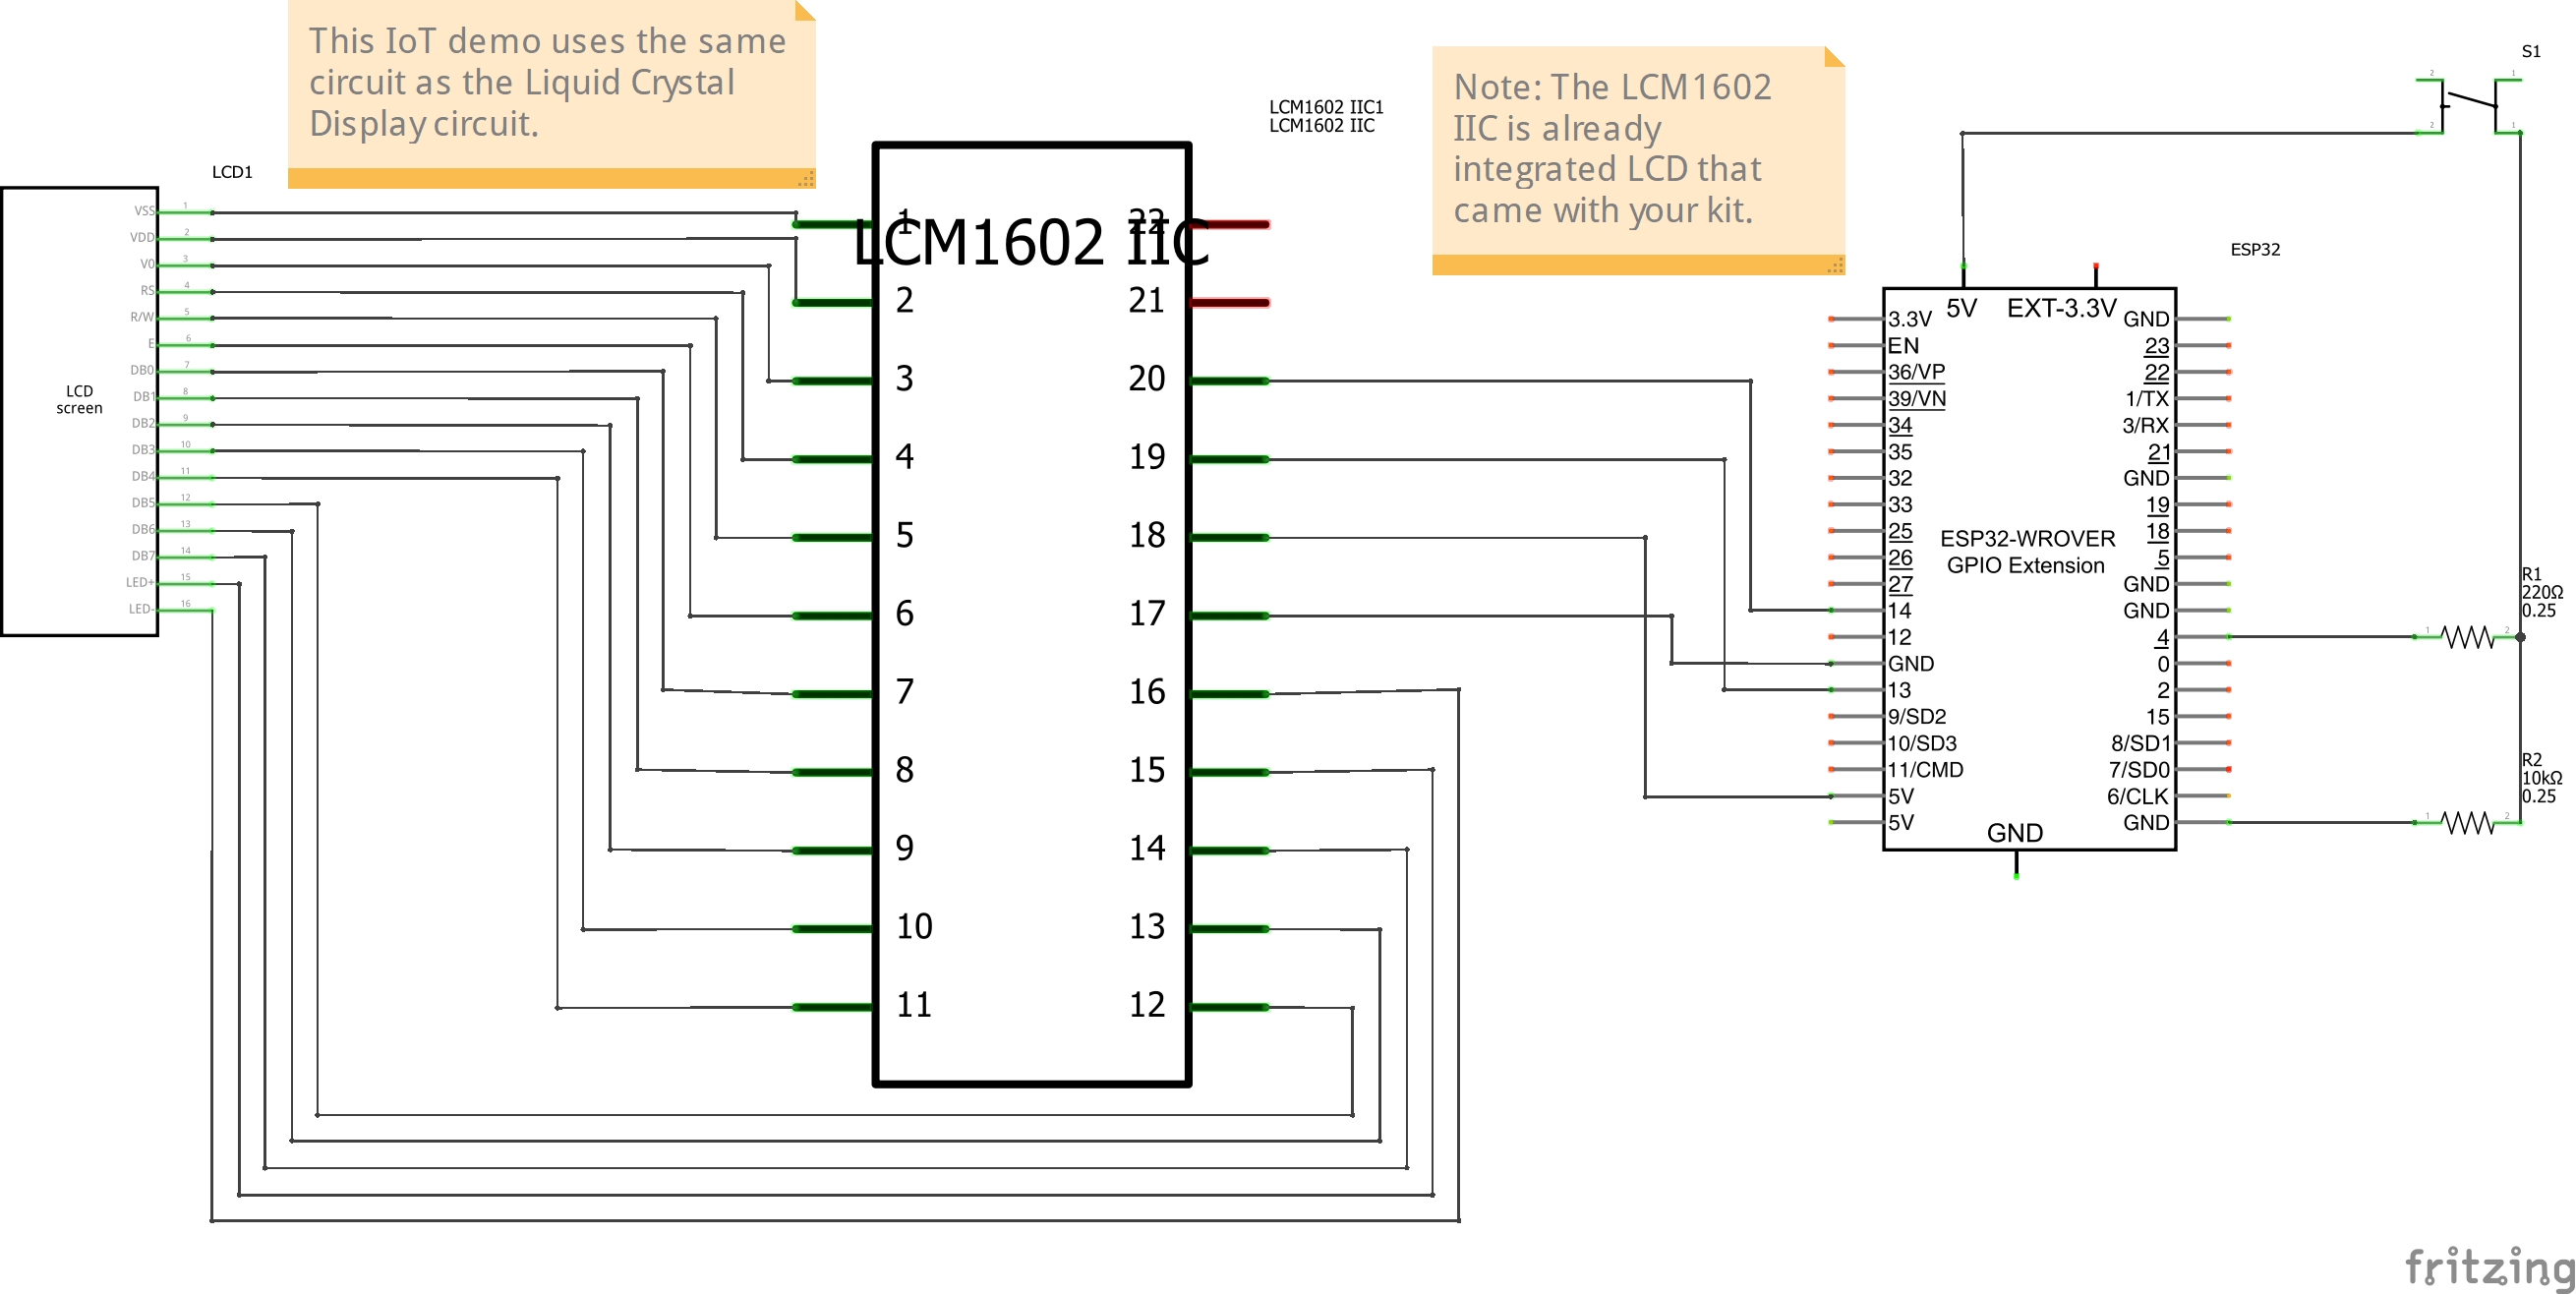 This IoT demo uses the same
circuit as the Liquid Crystal
Display circuit.
Note: The LCM1602
IIC is already
integrated LCD that
came with your kit.
LCD1
LCD
screen
VSS 1
VDD 2
V0 3
RS 4
R/W 5
E 6
DB0 7
DB1 8
DB2 9
DB3 10
DB4 11
DB5 12
DB6 13
DB7 14
LED+ 15
LED- 16
LCM1602 IIC1
LCM1602 IIC
LCM1602 IIC
1 22
2 21
3 20
4 19
5 18
6 17
7 16
8 15
9 14
10 13
11 12
ESP32
5V EXT-3.3V
3.3V GND
EN 23
36/VP 22
39/VN 1/TX
34 3/RX
35 21
32 GND
33 19
25 18
26 5
27 GND
14 GND
12 4
GND 0
13 2
9/SD2 15
10/SD3 8/SD1
11/CMD 7/SD0
5V 6/CLK
5V GND
GND
ESP32-WROVER
GPIO Extension
S1
2 1
2 1
R1
220Ω
0.25
1 2
R2
10kΩ
0.25
1 2
fritzing